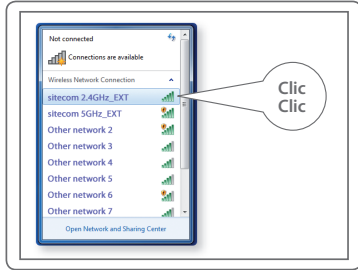 Not connected
Connections are available
Wireless Network Connection
sitecom 2.4GHz_EXT
Clic
Clic
sitecom 5GHz_EXT
Other network 2
Other network 3
Other network 4
Other network 5
Other network 6
Other network 7
Open Network and Sharing Center